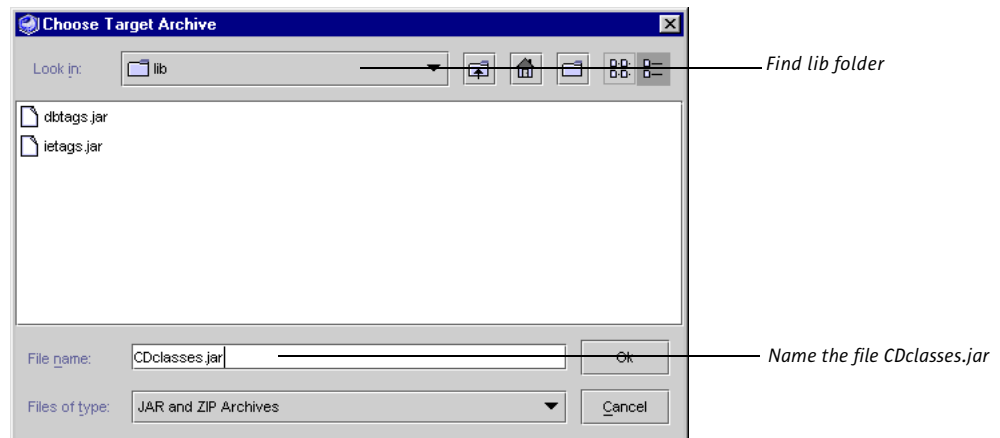 Choose Target Archive
Look in:
lib
Find lib folder
dbtags.jar
ietags.jar
File name:
CDclasses.jar
Ok
Name the file CDclasses.jar
Files of type:
JAR and ZIP Archives
Cancel